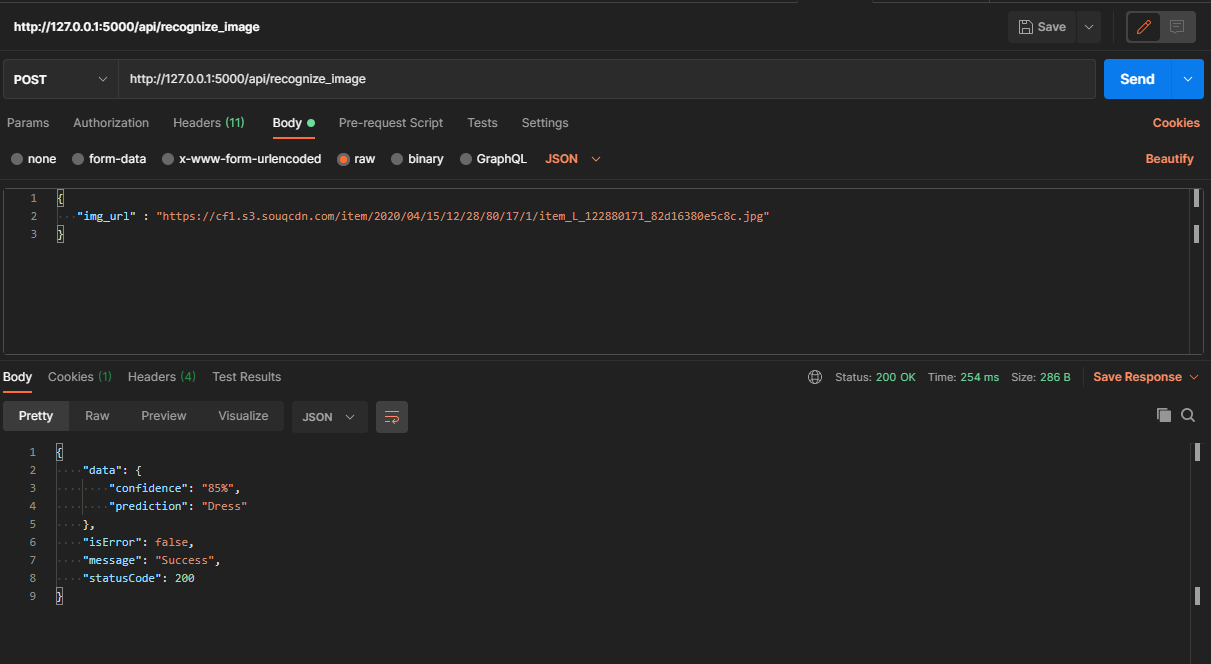 http://127.0.0.1:5000/api/recognize_image Save
POST http://127.0.0.1:5000/api/recognize_image Send
Params Authorization Headers (11) Body Pre-request Script Tests Settings Cookies
none form-data x-www-form-urlencoded raw binary GraphQL JSON Beautify
1 {
2 "img_url" : "https://cf1.s3.souqcdn.com/item/2020/04/15/12/28/80/17/1/item_L_122880171_82d16380e5c8c.jpg"
3 }
Body Cookies (1) Headers (4) Test Results Status: 200 OK Time: 254 ms Size: 286 B Save Response
Pretty Raw Preview Visualize JSON
1 {
2 "data": {
3 "confidence": "85%",
4 "prediction": "Dress"
5 },
6 "isError": false,
7 "message": "Success",
8 "statusCode": 200
9 }